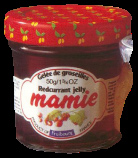 Gelée de groseilles
50g/1¾OZ
Redcurrant jelly
mamie